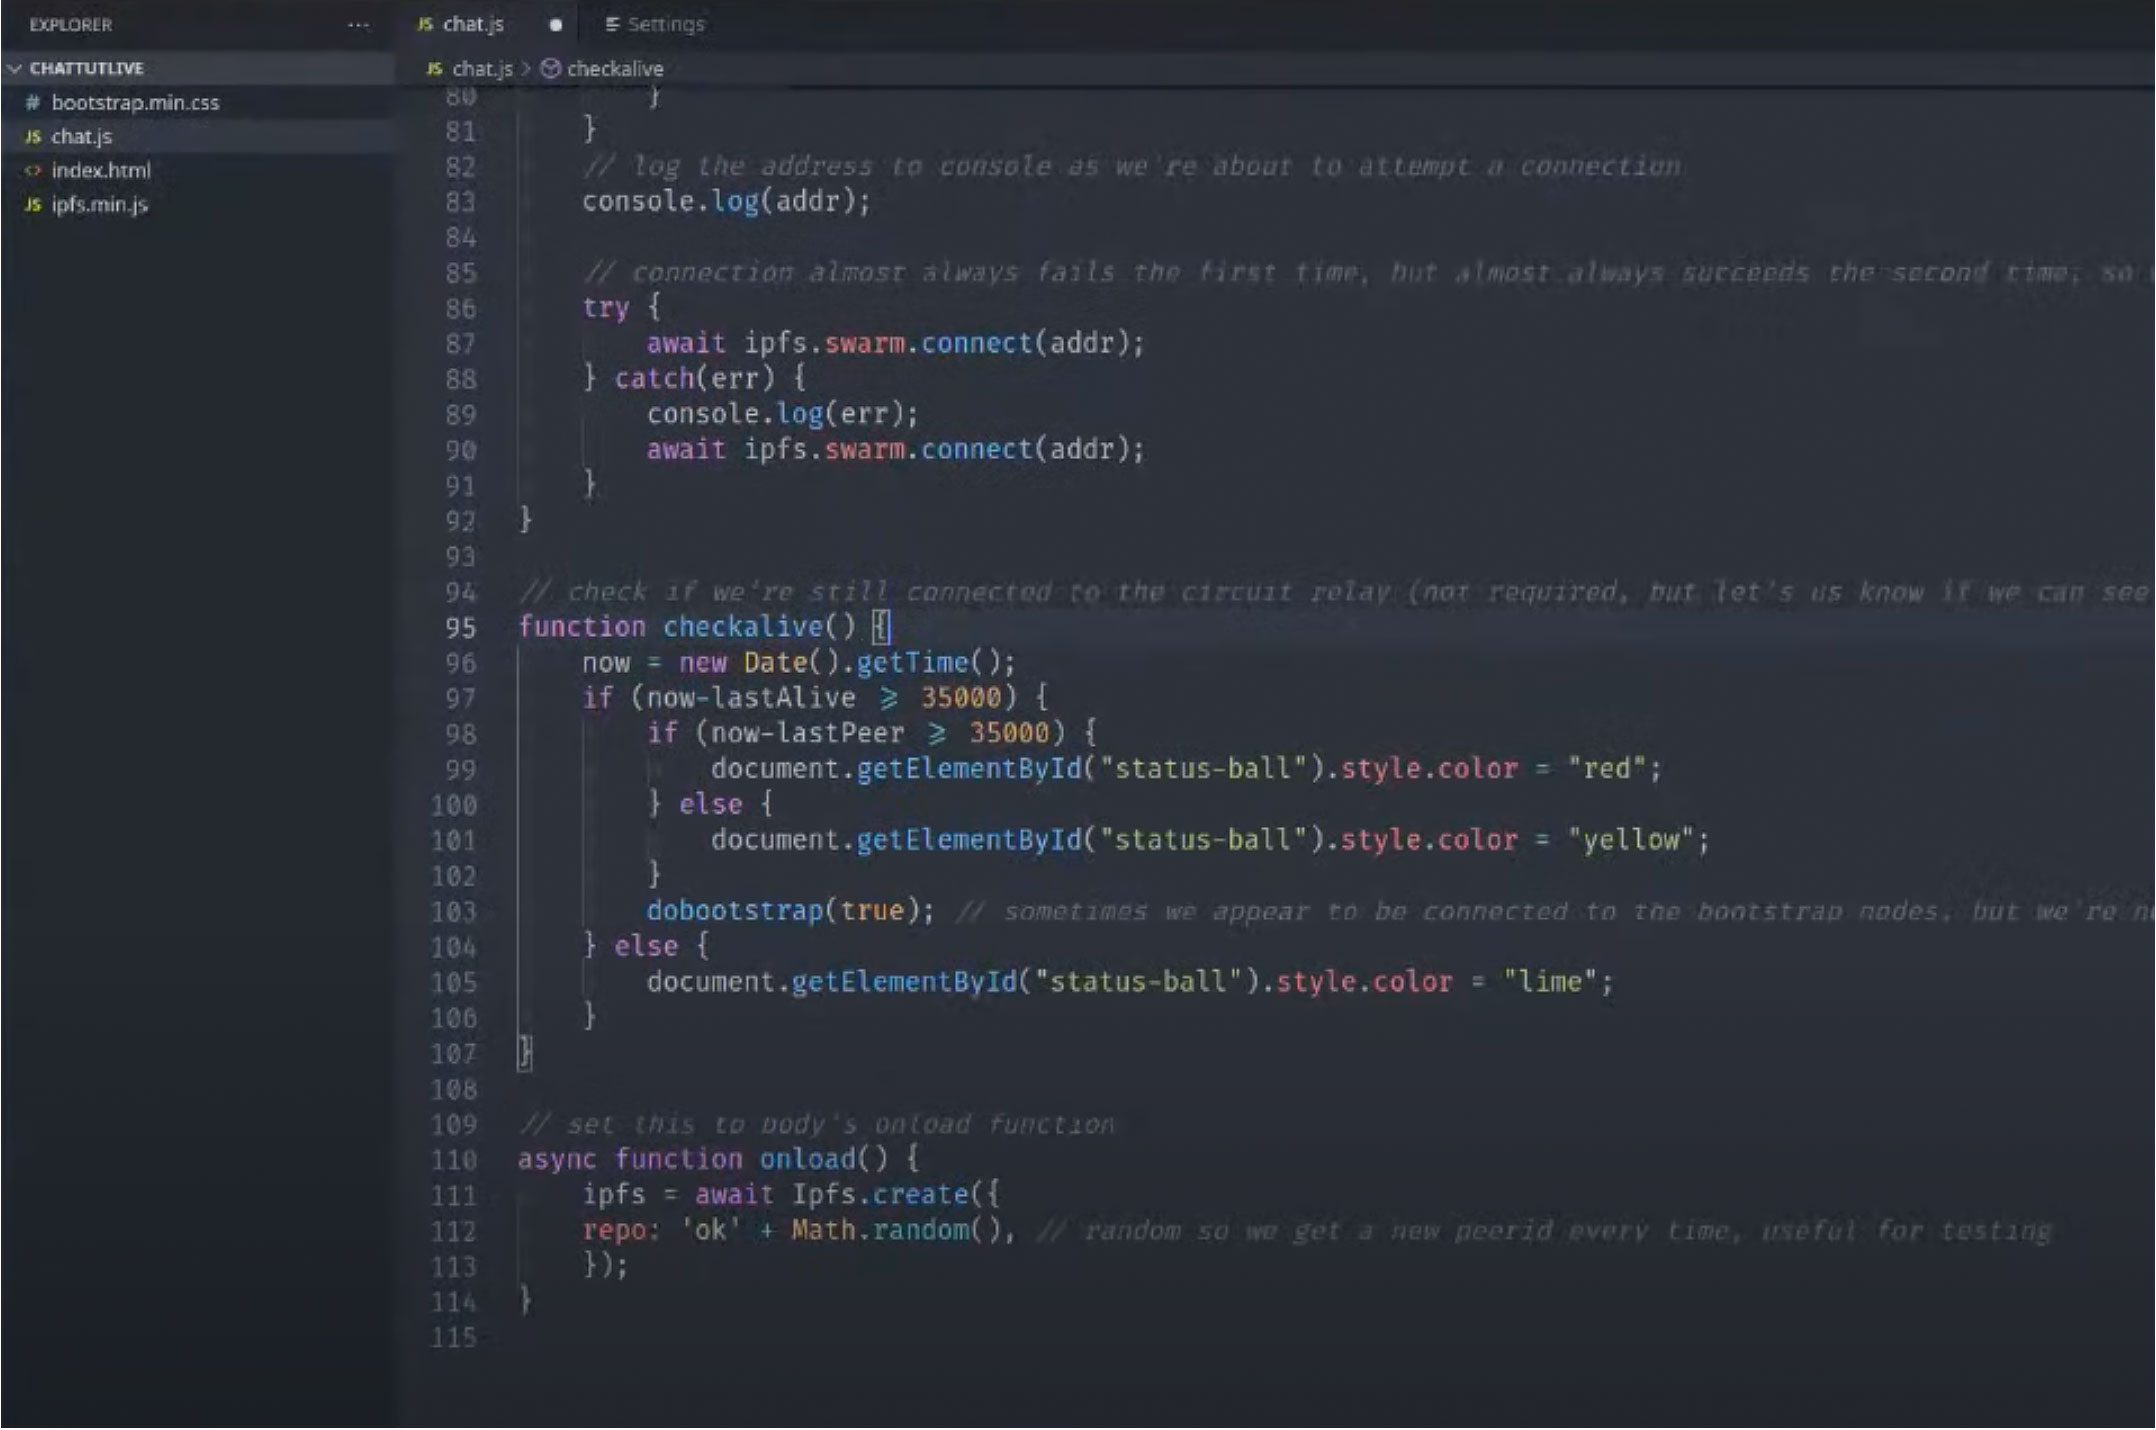 EXPLORER ...
CHATTUTLIVE
# bootstrap.min.css
JS chat.js
<> index.html
JS ipfs.min.js
JS chat.js ● Settings
JS chat.js > checkalive
80 }
81 }
82 // log the address to console as we're about to attempt a connection
83 console.log(addr);
84
85 // connection almost always fails the first time, but almost always succeeds the second time, so
86 try {
87 await ipfs.swarm.connect(addr);
88 } catch(err) {
89 console.log(err);
90 await ipfs.swarm.connect(addr);
91 }
92 }
93
94 // check if we're still connected to the circuit relay (not required, but let's us know if we can see
95 function checkalive() {
96 now = new Date().getTime();
97 if (now-lastAlive ⩾ 35000) {
98 if (now-lastPeer ⩾ 35000) {
99 document.getElementById("status-ball").style.color = "red";
100 } else {
101 document.getElementById("status-ball").style.color = "yellow";
102 }
103 dobootstrap(true); // sometimes we appear to be connected to the bootstrap nodes, but we're
104 } else {
105 document.getElementById("status-ball").style.color = "lime";
106 }
107 }
108
109 // set this to body's onload function
110 async function onload() {
111 ipfs = await Ipfs.create({
112 repo: 'ok' + Math.random(), // random so we get a new peerid every time, useful for testing
113 });
114 }
115